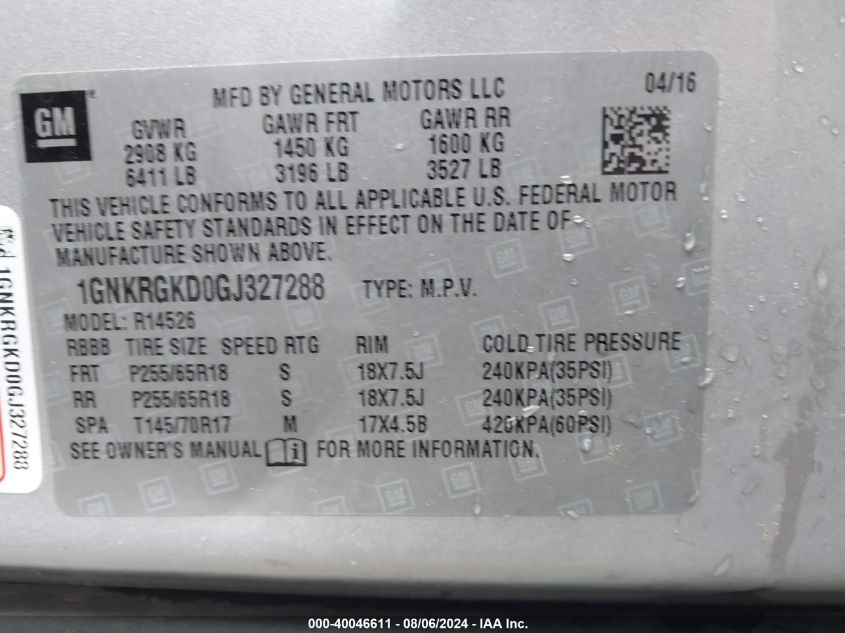 GM
MFD BY GENERAL MOTORS LLC 04/16
GVWR GAWR FRT GAWR RR
2908 KG 1450 KG 1600 KG
6411 LB 3196 LB 3527 LB
THIS VEHICLE CONFORMS TO ALL APPLICABLE U.S. FEDERAL MOTOR
VEHICLE SAFETY STANDARDS IN EFFECT ON THE DATE OF
MANUFACTURE SHOWN ABOVE.
1GNKRGKD0GJ327288 TYPE: M.P.V.
MODEL: R14526
RBBB TIRE SIZE SPEED RTG RIM COLD TIRE PRESSURE
FRT P255/65R18 S 18X7.5J 240KPA(35PSI)
RR P255/65R18 S 18X7.5J 240KPA(35PSI)
SPA T145/70R17 M 17X4.5B 420KPA(60PSI)
SEE OWNER'S MANUAL FOR MORE INFORMATION.
1GNKRGKD0GJ327288
000-40046611 - 08/06/2024 - IAA Inc.